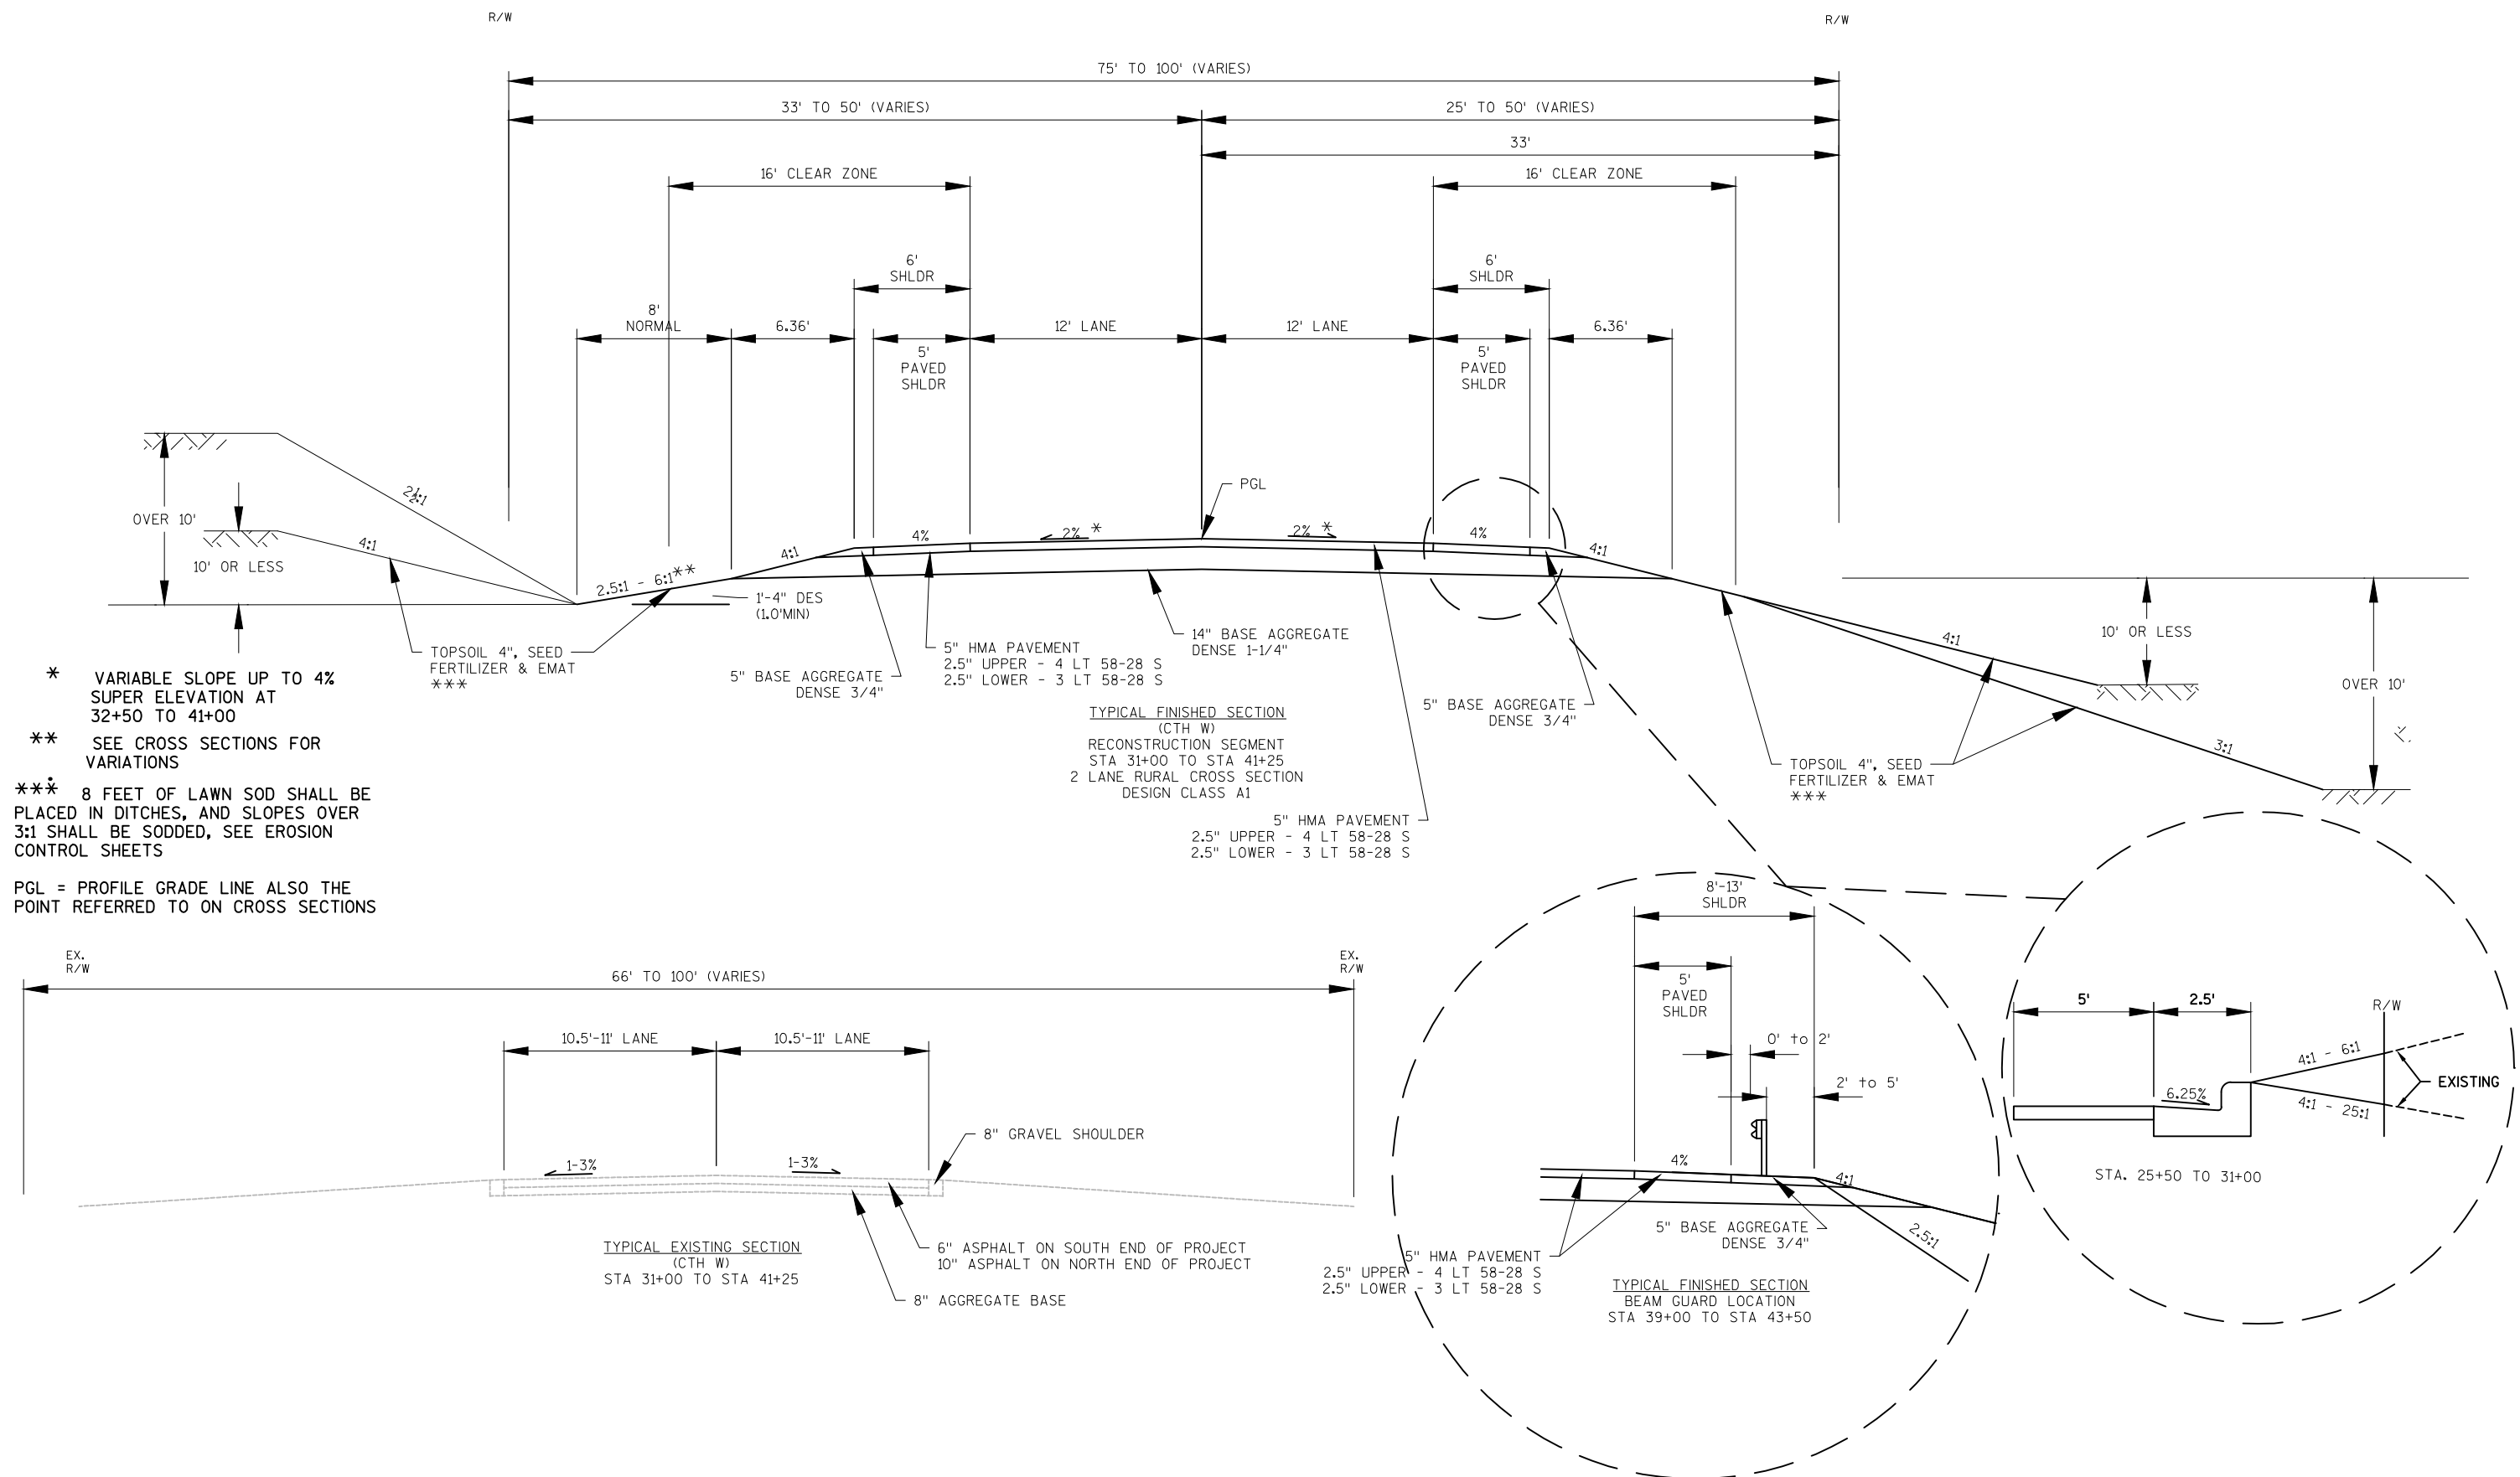 R/W
R/W
75' TO 100' (VARIES)
33' TO 50' (VARIES)
25' TO 50' (VARIES)
33'
16' CLEAR ZONE
16' CLEAR ZONE
6'
SHLDR
6'
SHLDR
8'
NORMAL
6.36'
12' LANE
12' LANE
6.36'
5'
PAVED
SHLDR
5'
PAVED
SHLDR
PGL
OVER 10'
2½:1
4:1
10' OR LESS
2.5:1 - 6:1**
4:1
4%
2% *
2% *
4%
4:1
1'-4" DES
(1.0'MIN)
TOPSOIL 4", SEED
FERTILIZER & EMAT
***
5" BASE AGGREGATE
DENSE 3/4"
5" HMA PAVEMENT
2.5" UPPER - 4 LT 58-28 S
2.5" LOWER - 3 LT 58-28 S
14" BASE AGGREGATE
DENSE 1-1/4"
5" BASE AGGREGATE
DENSE 3/4"
4:1
10' OR LESS
OVER 10'
3:1
TOPSOIL 4", SEED
FERTILIZER & EMAT
***
TYPICAL FINISHED SECTION
(CTH W)
RECONSTRUCTION SEGMENT
STA 31+00 TO STA 41+25
2 LANE RURAL CROSS SECTION
DESIGN CLASS A1
5" HMA PAVEMENT
2.5" UPPER - 4 LT 58-28 S
2.5" LOWER - 3 LT 58-28 S
* VARIABLE SLOPE UP TO 4%
SUPER ELEVATION AT
32+50 TO 41+00
** SEE CROSS SECTIONS FOR
VARIATIONS
*** 8 FEET OF LAWN SOD SHALL BE
PLACED IN DITCHES, AND SLOPES OVER
3:1 SHALL BE SODDED, SEE EROSION
CONTROL SHEETS
PGL = PROFILE GRADE LINE ALSO THE
POINT REFERRED TO ON CROSS SECTIONS
EX.
R/W
EX.
R/W
66' TO 100' (VARIES)
10.5'-11' LANE
10.5'-11' LANE
8" GRAVEL SHOULDER
1-3%
1-3%
6" ASPHALT ON SOUTH END OF PROJECT
10" ASPHALT ON NORTH END OF PROJECT
8" AGGREGATE BASE
TYPICAL EXISTING SECTION
(CTH W)
STA 31+00 TO STA 41+25
8'-13'
SHLDR
5'
PAVED
SHLDR
0' to 2'
2' to 5'
4%
4:1
2.5:1
5" BASE AGGREGATE
DENSE 3/4"
5" HMA PAVEMENT
2.5" UPPER - 4 LT 58-28 S
2.5" LOWER - 3 LT 58-28 S
TYPICAL FINISHED SECTION
BEAM GUARD LOCATION
STA 39+00 TO STA 43+50
5'
2.5'
R/W
4:1 - 6:1
EXISTING
6.25%
4:1 - 25:1
STA. 25+50 TO 31+00